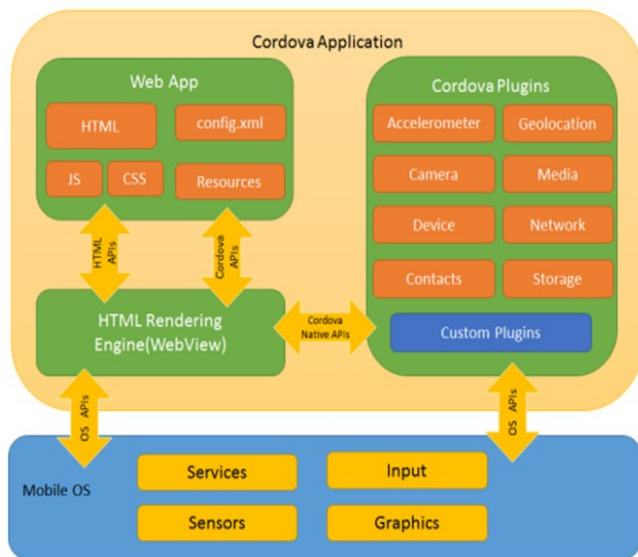 Cordova Application
Web App
HTML
config.xml
JS
CSS
Resources
Cordova Plugins
Accelerometer
Geolocation
Camera
Media
Device
Network
Contacts
Storage
Custom Plugins
HTML
APIs
Cordova
APIs
HTML Rendering
Engine(WebView)
Cordova
Native APIs
OS APIs
OS APIs
Mobile OS
Services
Input
Sensors
Graphics